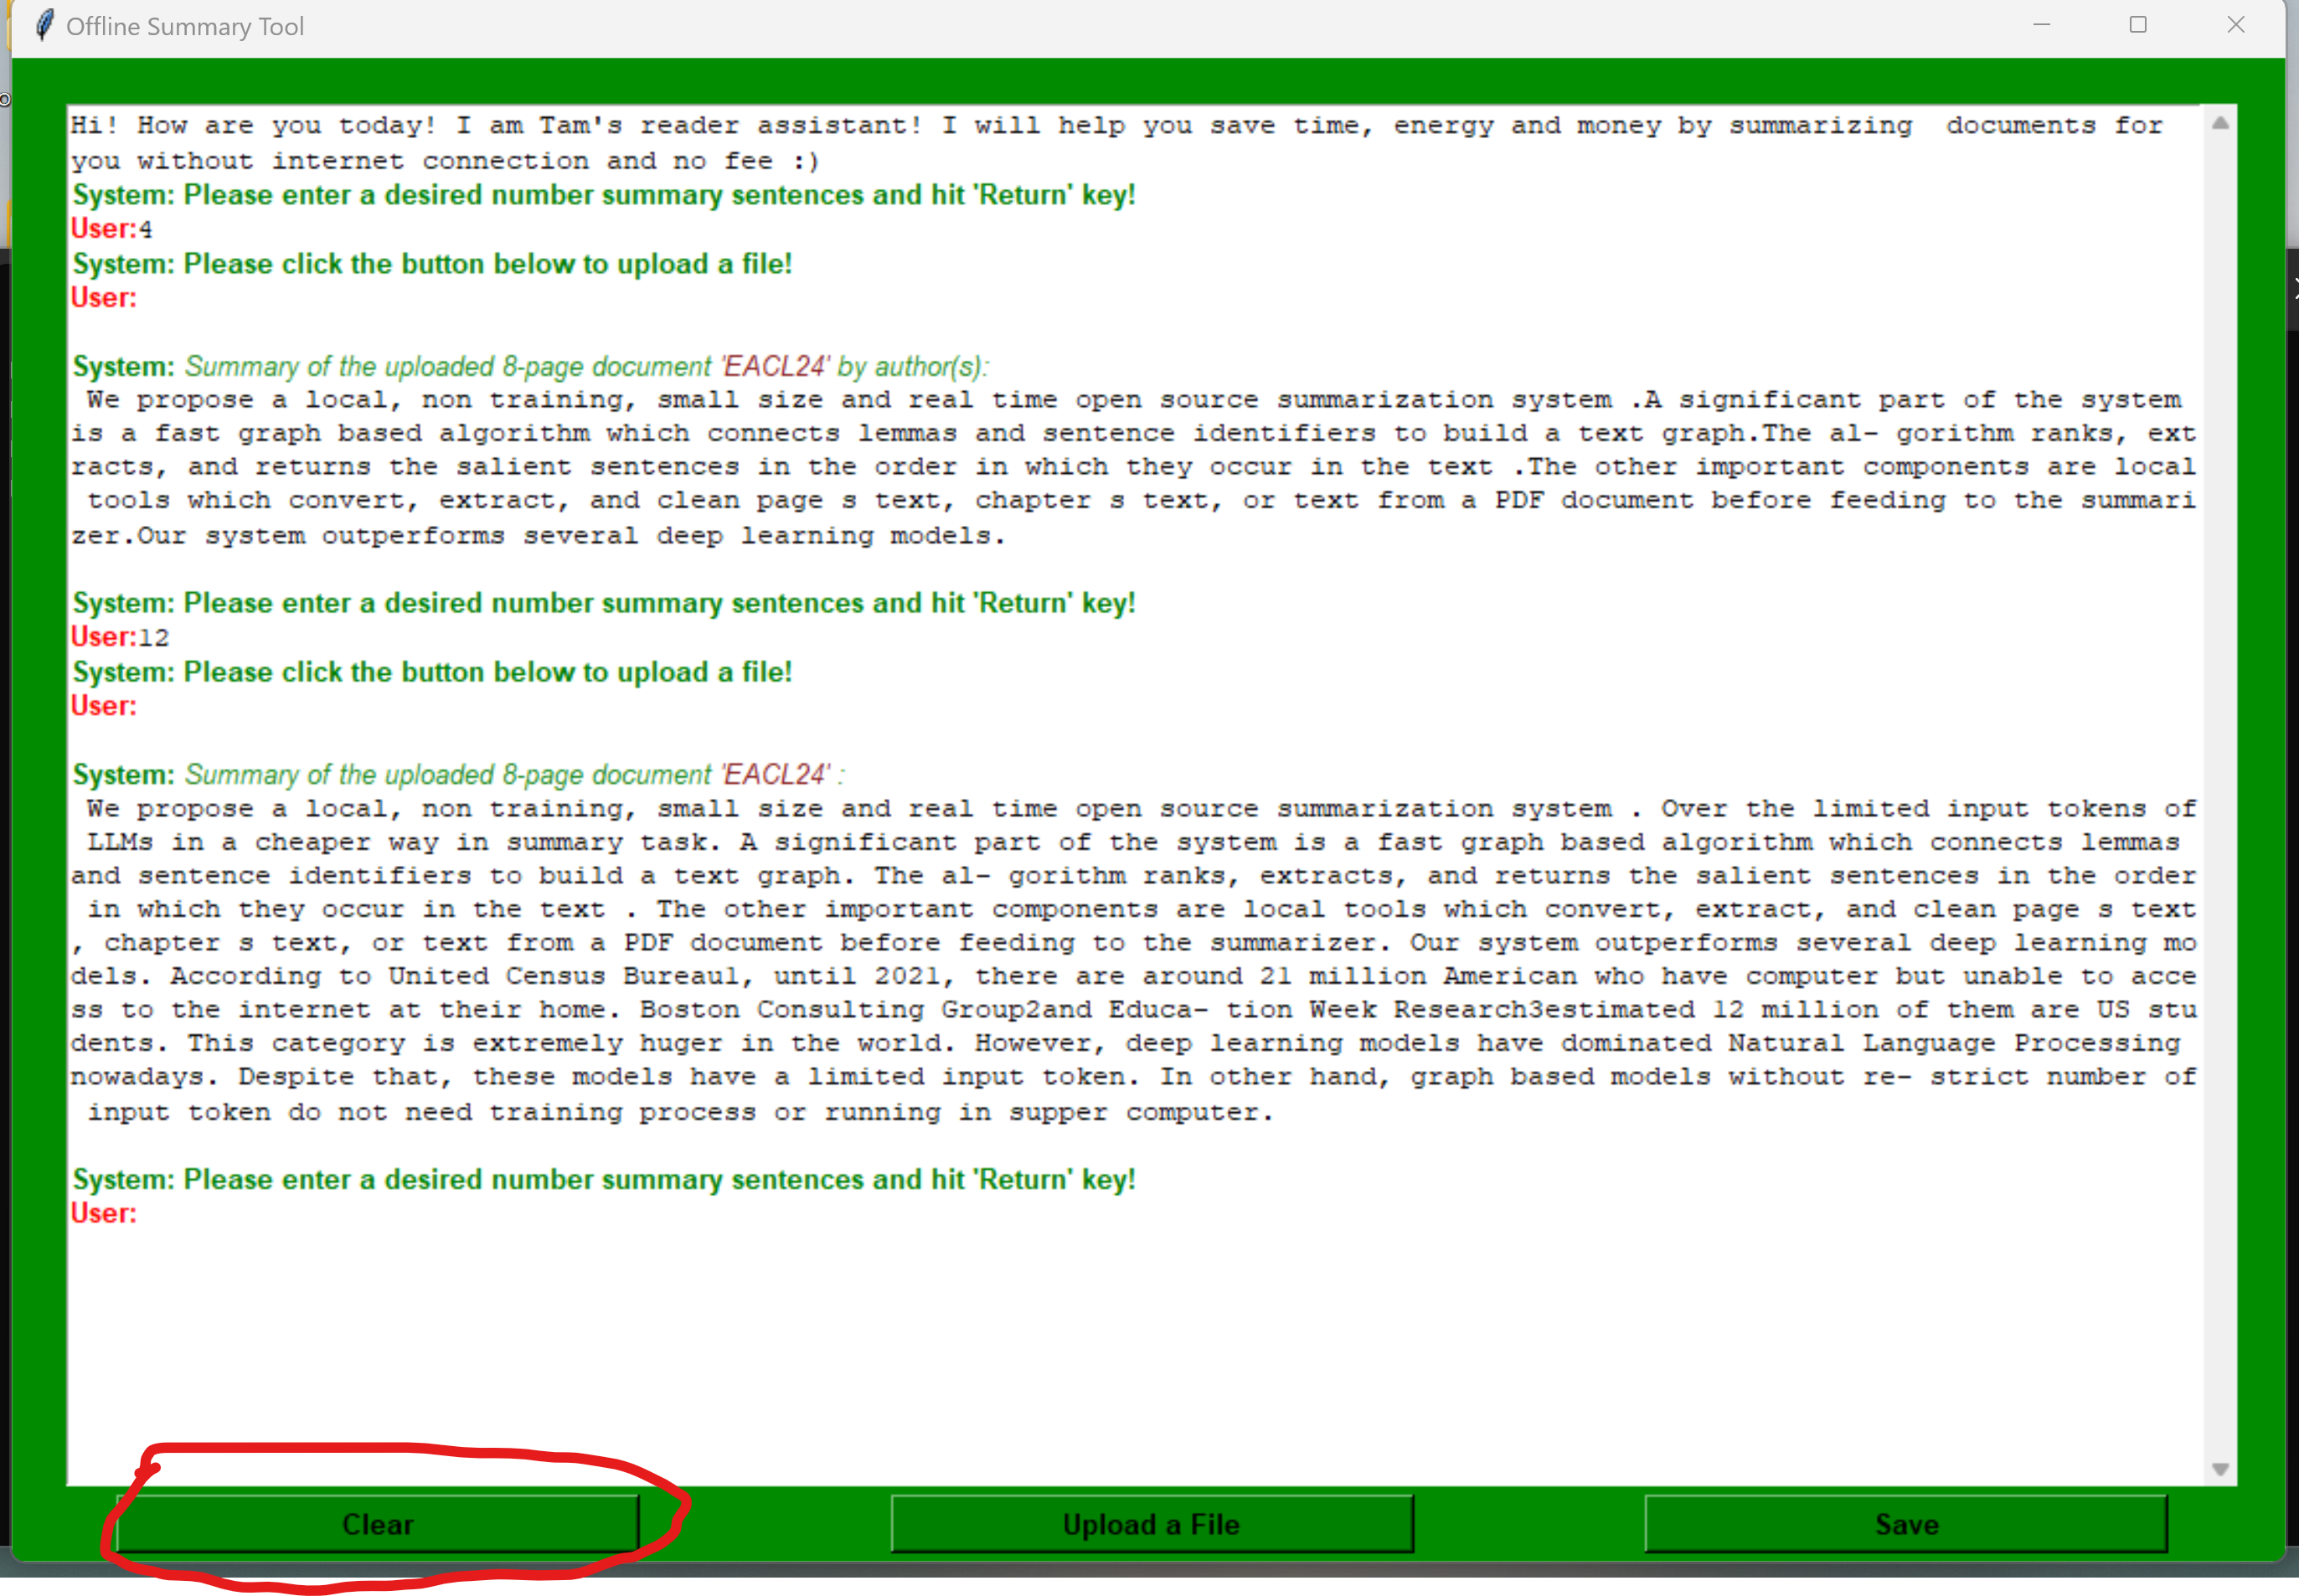 Offline Summary Tool
Hi! How are you today! I am Tam's reader assistant! I will help you save time, energy and money by summarizing  documents for
you without internet connection and no fee :)
System: Please enter a desired number summary sentences and hit 'Return' key!
User:4
System: Please click the button below to upload a file!
User:
System: Summary of the uploaded 8-page document 'EACL24' by author(s):
We propose a local, non training, small size and real time open source summarization system .A significant part of the system
is a fast graph based algorithm which connects lemmas and sentence identifiers to build a text graph.The al- gorithm ranks, ext
racts, and returns the salient sentences in the order in which they occur in the text .The other important components are local
tools which convert, extract, and clean page s text, chapter s text, or text from a PDF document before feeding to the summari
zer.Our system outperforms several deep learning models.
System: Please enter a desired number summary sentences and hit 'Return' key!
User:12
System: Please click the button below to upload a file!
User:
System: Summary of the uploaded 8-page document 'EACL24' :
We propose a local, non training, small size and real time open source summarization system . Over the limited input tokens of
LLMs in a cheaper way in summary task. A significant part of the system is a fast graph based algorithm which connects lemmas
and sentence identifiers to build a text graph. The al- gorithm ranks, extracts, and returns the salient sentences in the order
in which they occur in the text . The other important components are local tools which convert, extract, and clean page s text
, chapter s text, or text from a PDF document before feeding to the summarizer. Our system outperforms several deep learning mo
dels. According to United Census Bureau1, until 2021, there are around 21 million American who have computer but unable to acce
ss to the internet at their home. Boston Consulting Group2and Educa- tion Week Research3estimated 12 million of them are US stu
dents. This category is extremely huger in the world. However, deep learning models have dominated Natural Language Processing
nowadays. Despite that, these models have a limited input token. In other hand, graph based models without re- strict number of
input token do not need training process or running in supper computer.
System: Please enter a desired number summary sentences and hit 'Return' key!
User:
Clear
Upload a File
Save